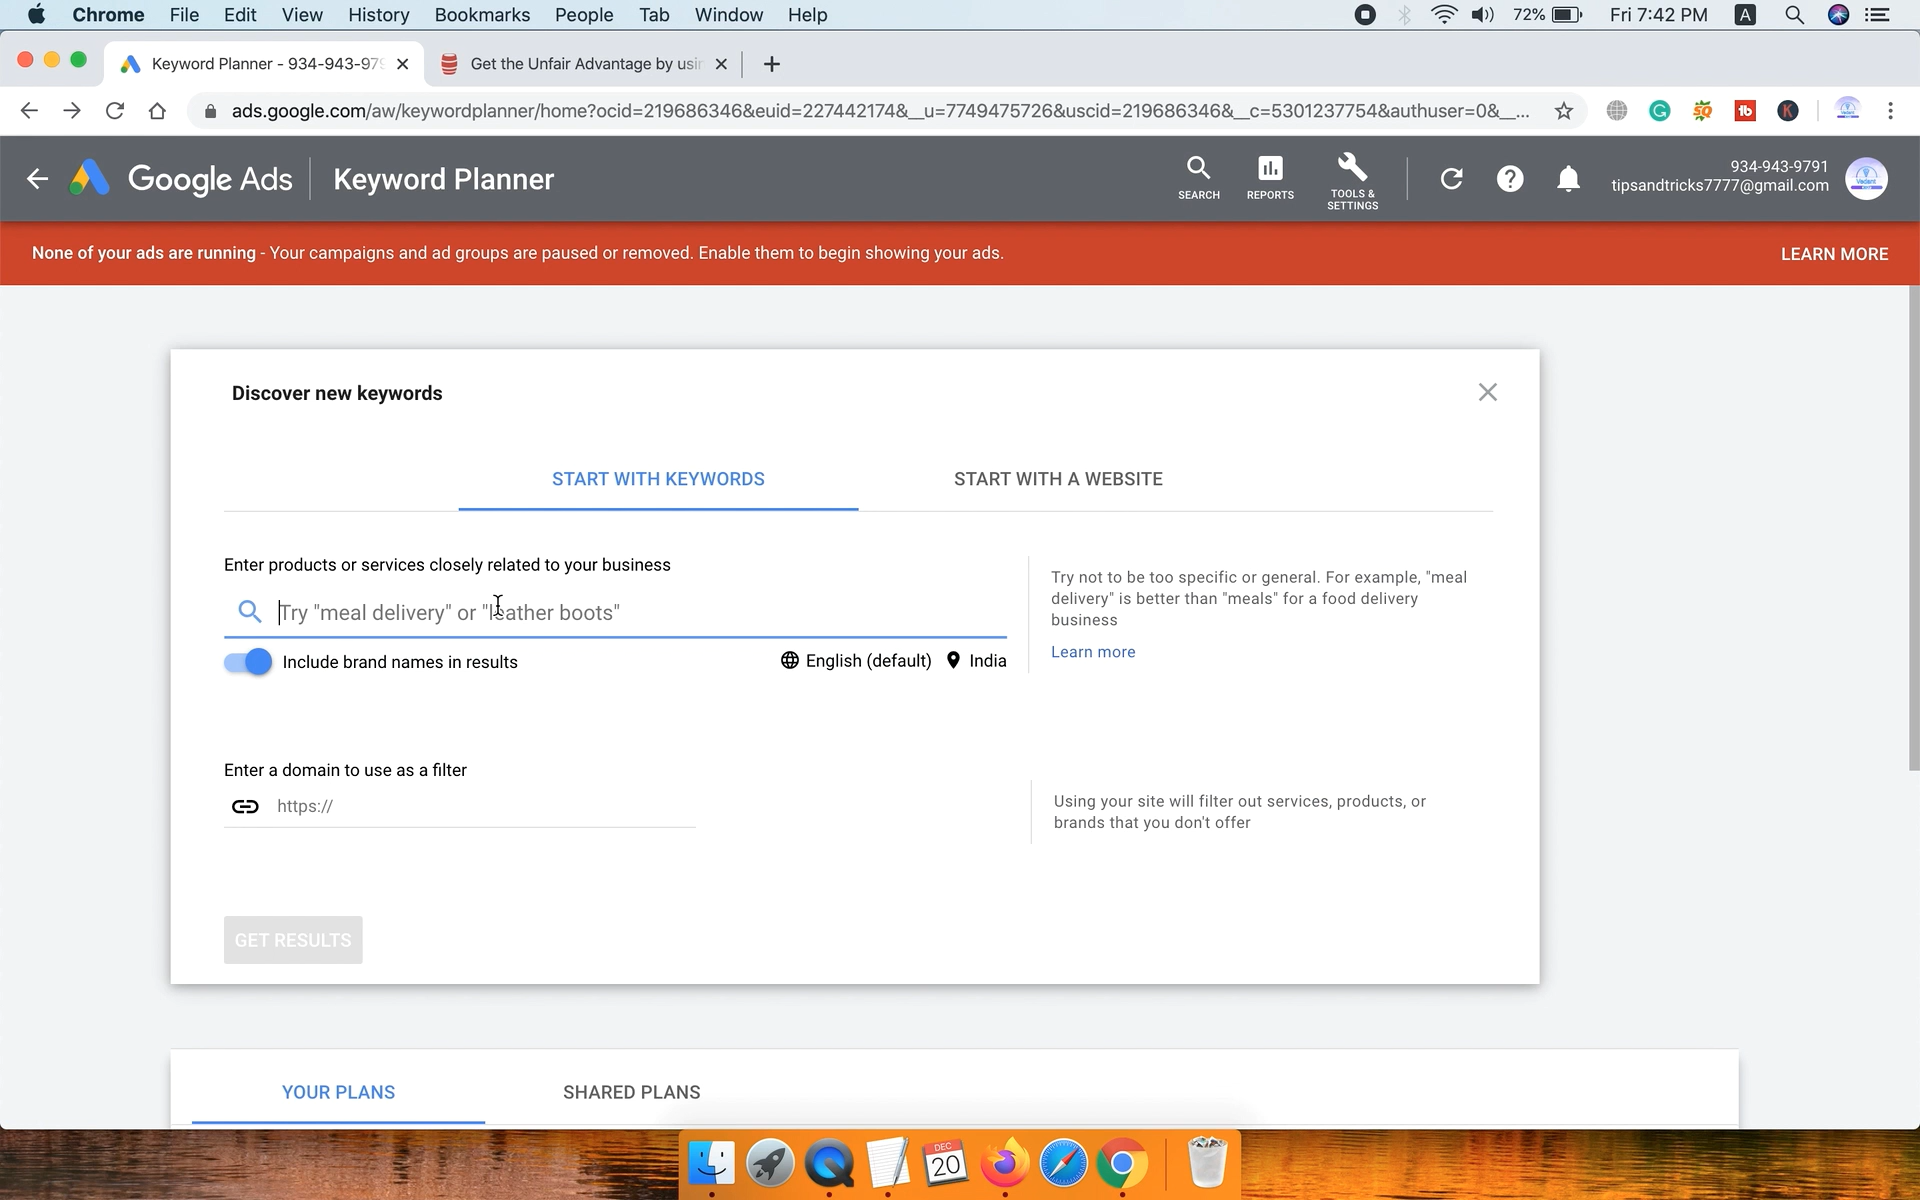 Chrome File Edit View History Bookmarks People Tab Window Help 72% Fri 7:42 PM A
Keyword Planner - 934-943-979 Get the Unfair Advantage by usin
ads.google.com/aw/keywordplanner/home?ocid=219686346&euid=227442174&__u=7749475726&uscid=219686346&__c=5301237754&authuser=0&__...
Google Ads Keyword Planner
SEARCH REPORTS TOOLS & SETTINGS
934-943-9791
tipsandtricks7777@gmail.com
None of your ads are running - Your campaigns and ad groups are paused or removed. Enable them to begin showing your ads. LEARN MORE
Discover new keywords
START WITH KEYWORDS START WITH A WEBSITE
Enter products or services closely related to your business
Try "meal delivery" or "leather boots"
Include brand names in results English (default) India
Try not to be too specific or general. For example, "meal
delivery" is better than "meals" for a food delivery
business
Learn more
Enter a domain to use as a filter
https://
Using your site will filter out services, products, or
brands that you don't offer
GET RESULTS
YOUR PLANS SHARED PLANS
DEC
20